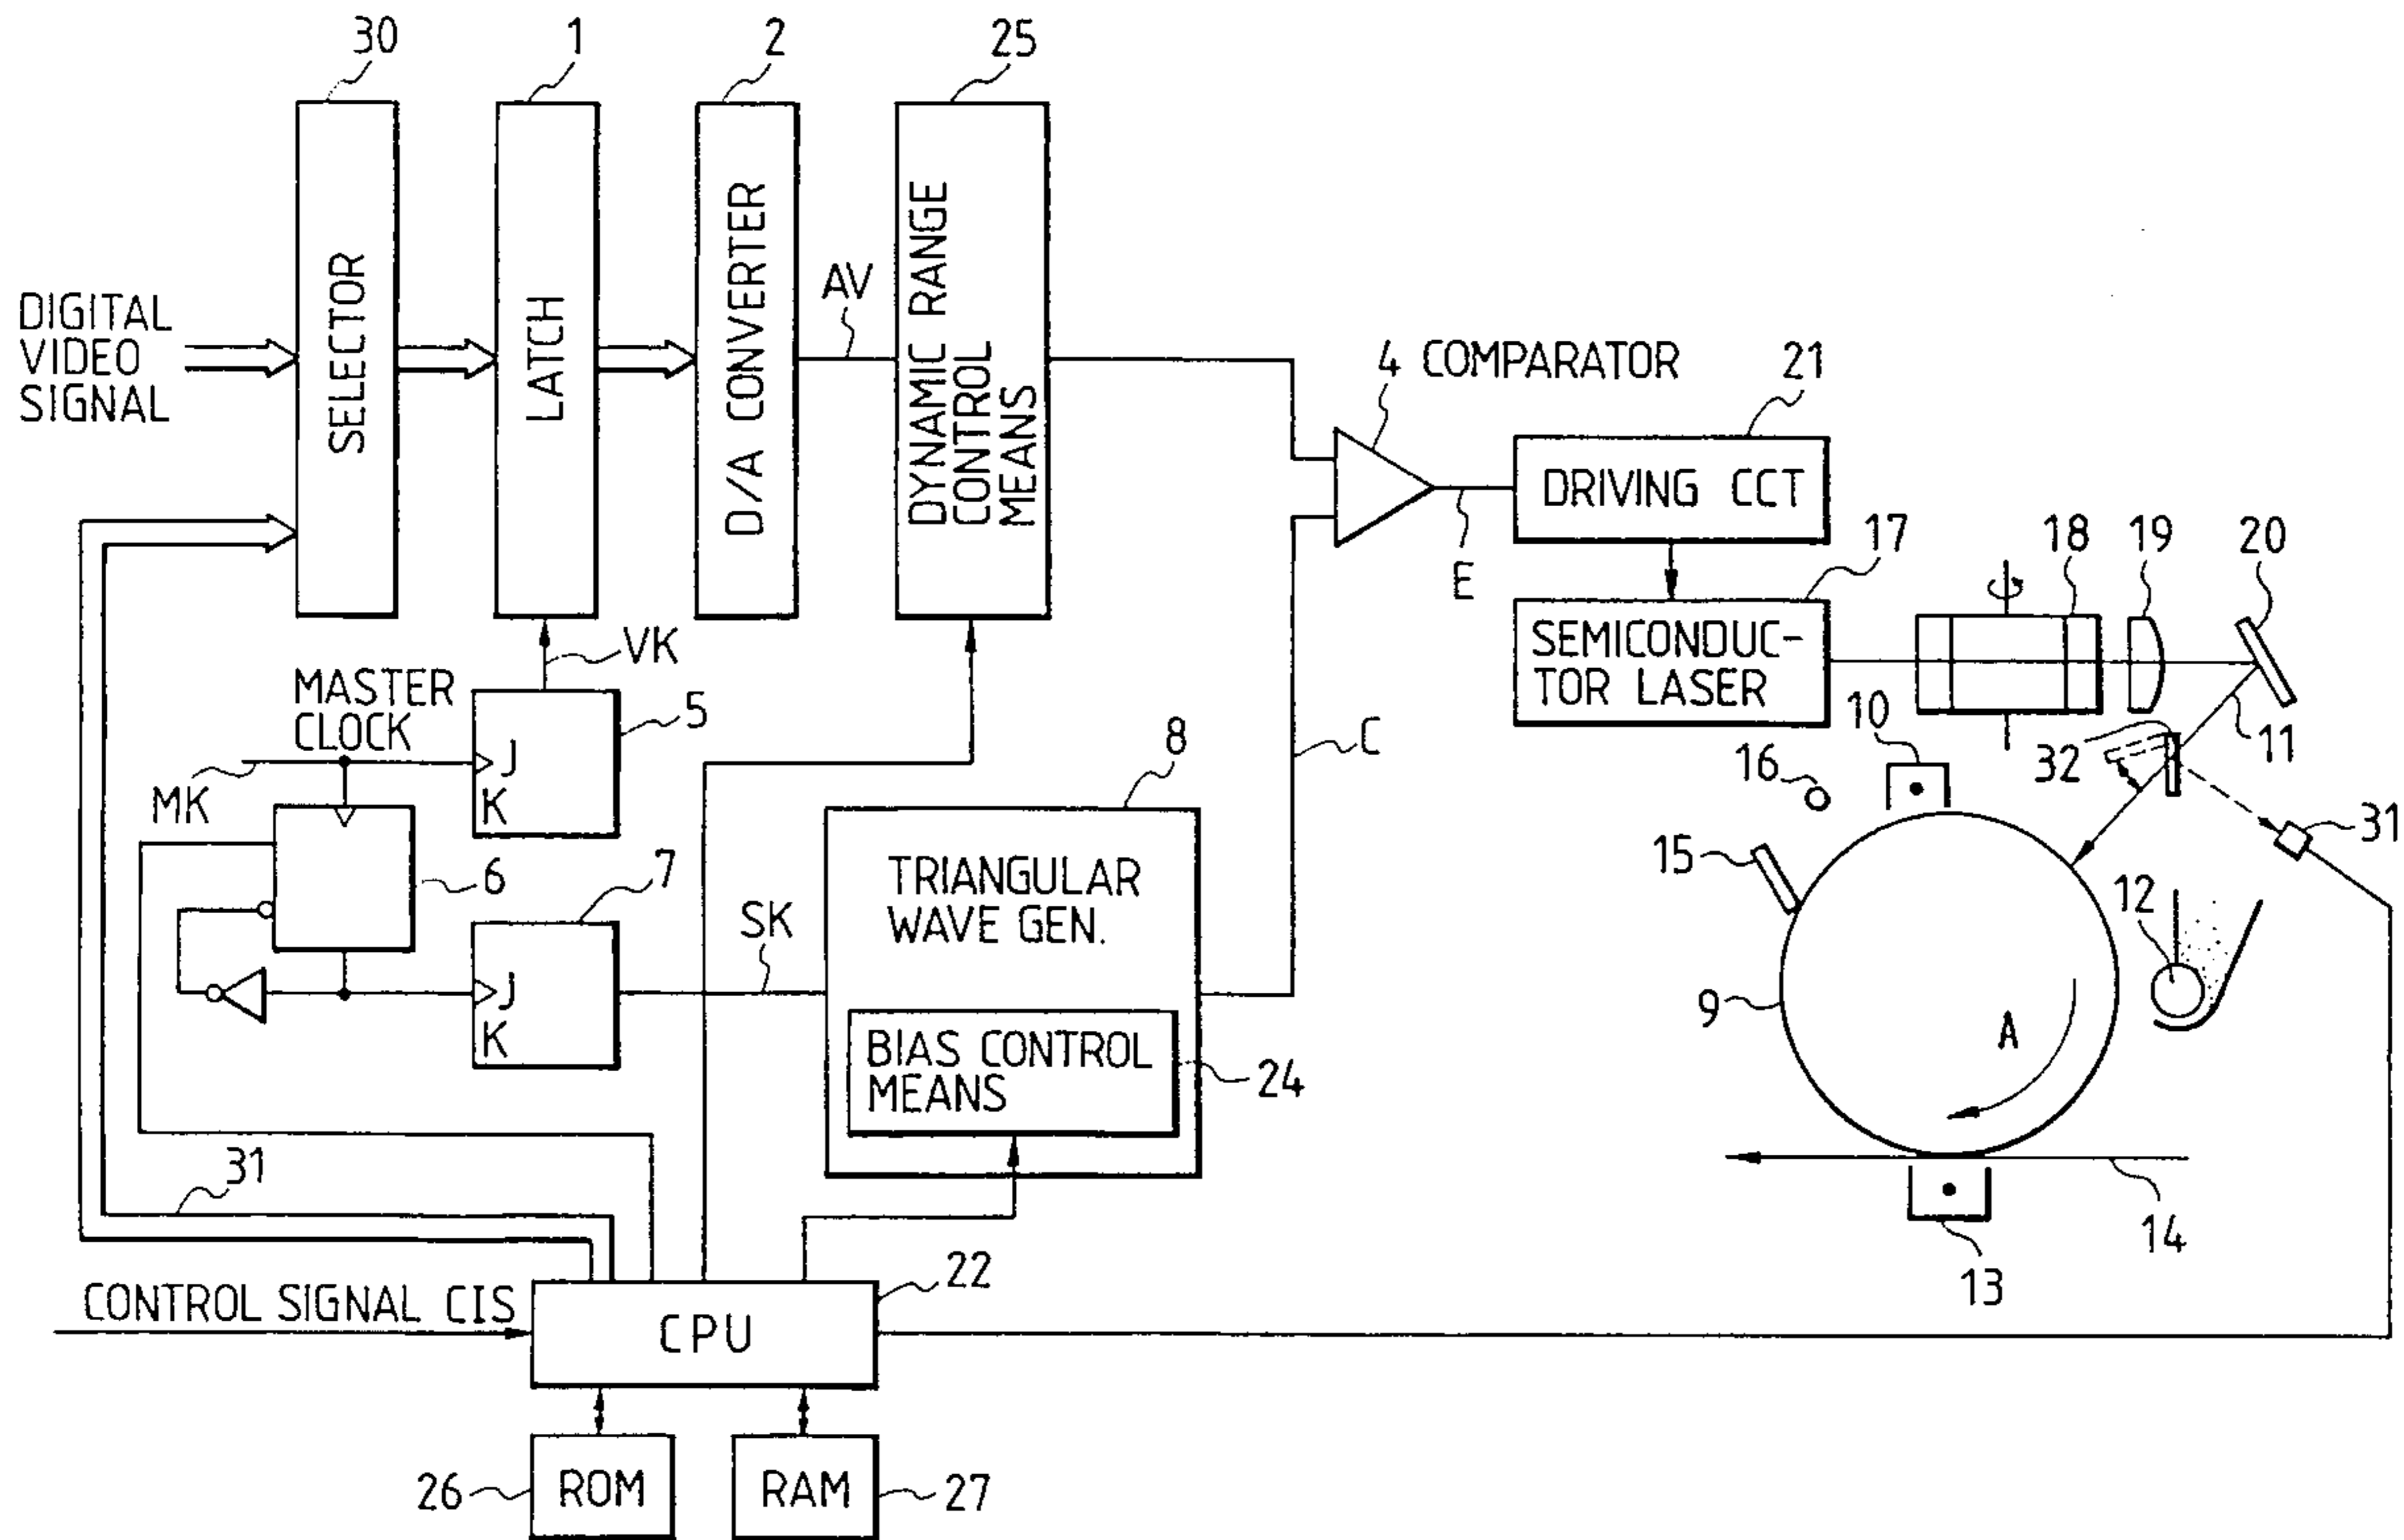 30
1
2
25
DIGITAL
VIDEO
SIGNAL
SELECTOR
LATCH
D/A CONVERTER
AV
DYNAMIC RANGE
CONTROL
MEANS
4 COMPARATOR
21
DRIVING CCT
E
17
SEMICONDUC-
TOR LASER
18
19
20
11
VK
MASTER
CLOCK
MK
J
K
5
6
7
J
K
SK
8
TRIANGULAR
WAVE GEN.
BIAS CONTROL
MEANS
24
C
10
16
32
31
15
12
9
A
14
13
31
CONTROL SIGNAL CIS
CPU
22
26
ROM
RAM
27